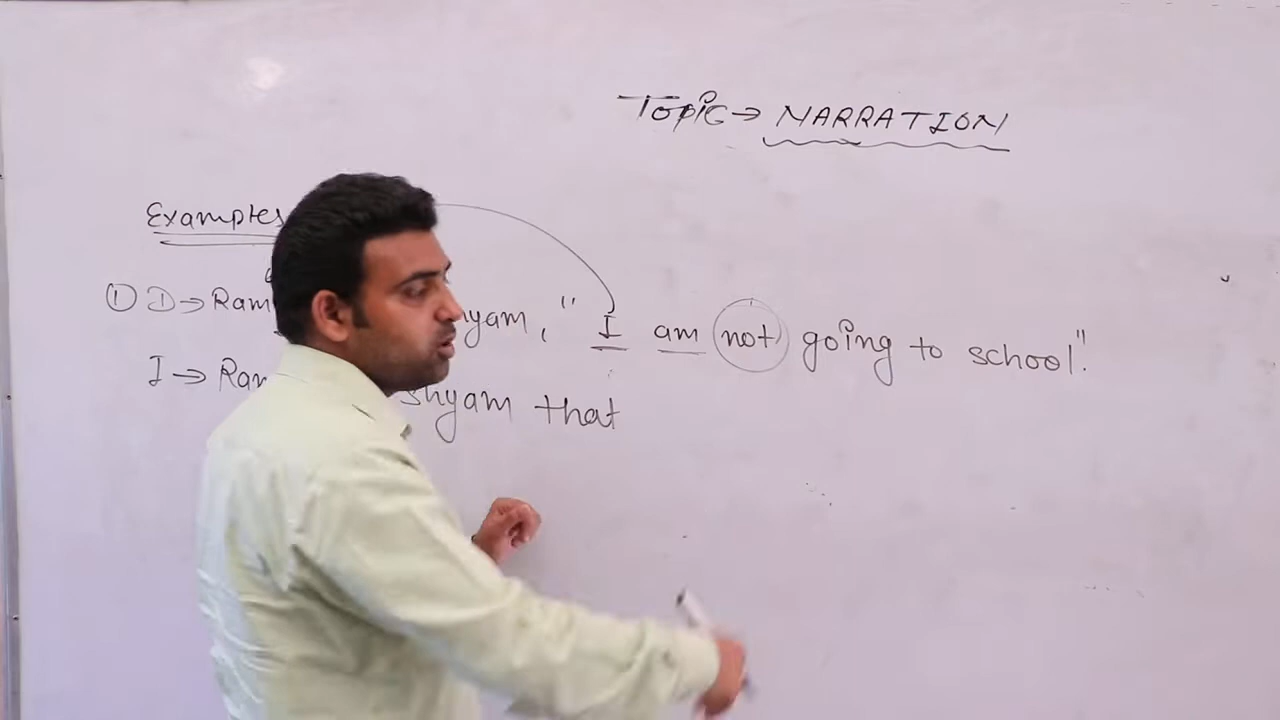 Topic → NARRATION
Examples
① D → Ram yam, " I am not going to school."
I → Ram shyam that